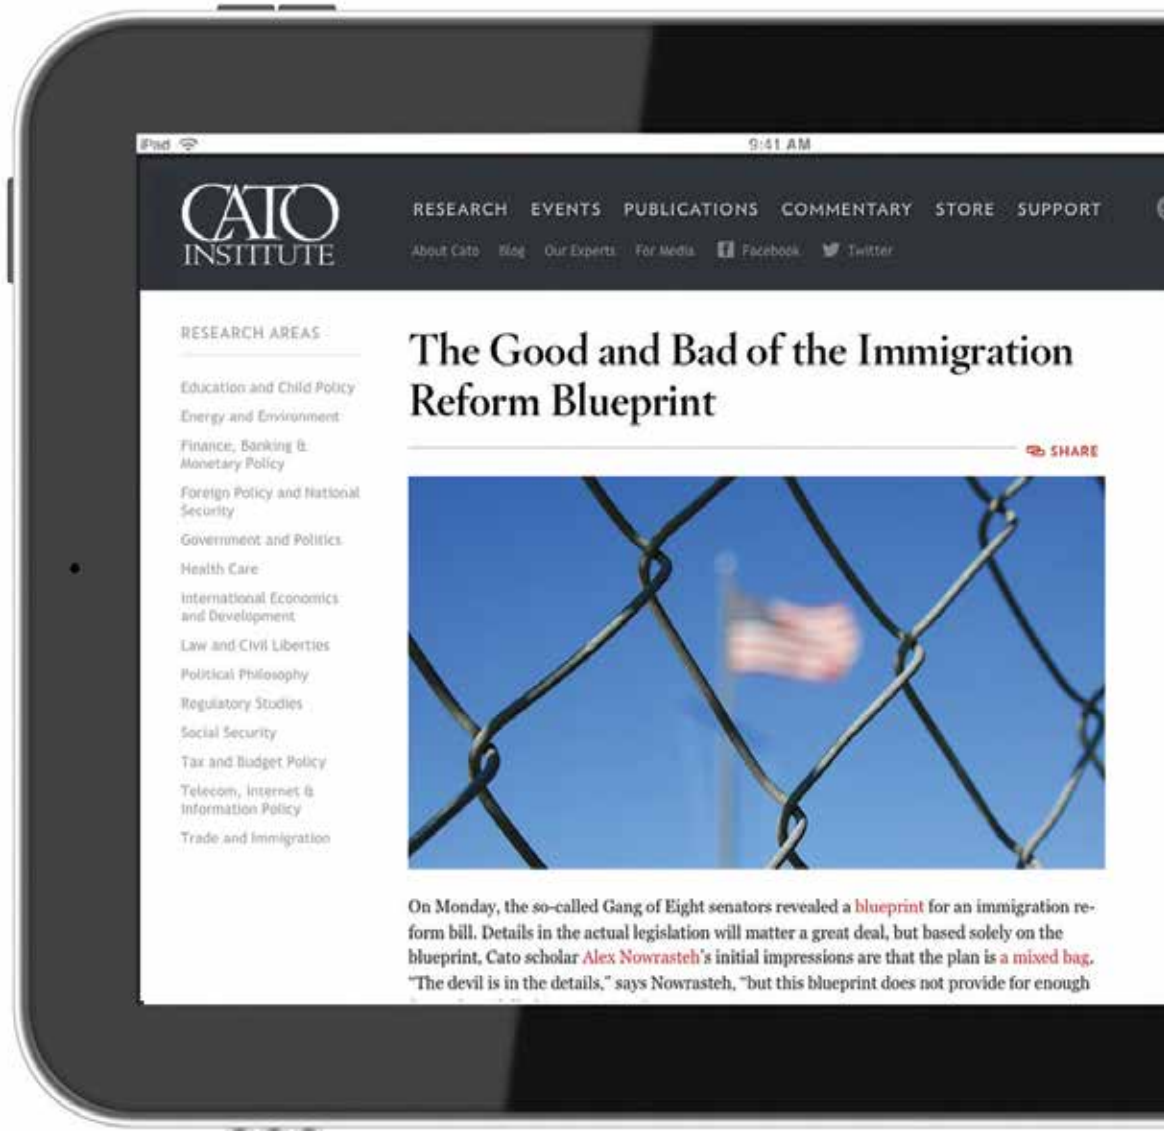 iPad
9:41 AM
CATO
INSTITUTE
RESEARCH EVENTS PUBLICATIONS COMMENTARY STORE SUPPORT
About Cato Blog Our Experts For Media Facebook Twitter
RESEARCH AREAS
Education and Child Policy
Energy and Environment
Finance, Banking &
Monetary Policy
Foreign Policy and National
Security
Government and Politics
Health Care
International Economics
and Development
Law and Civil Liberties
Political Philosophy
Regulatory Studies
Social Security
Tax and Budget Policy
Telecom, Internet &
Information Policy
Trade and Immigration
The Good and Bad of the Immigration
Reform Blueprint
SHARE
On Monday, the so-called Gang of Eight senators revealed a blueprint for an immigration re-
form bill. Details in the actual legislation will matter a great deal, but based solely on the
blueprint, Cato scholar Alex Nowrasteh's initial impressions are that the plan is a mixed bag.
"The devil is in the details," says Nowrasteh, "but this blueprint does not provide for enough